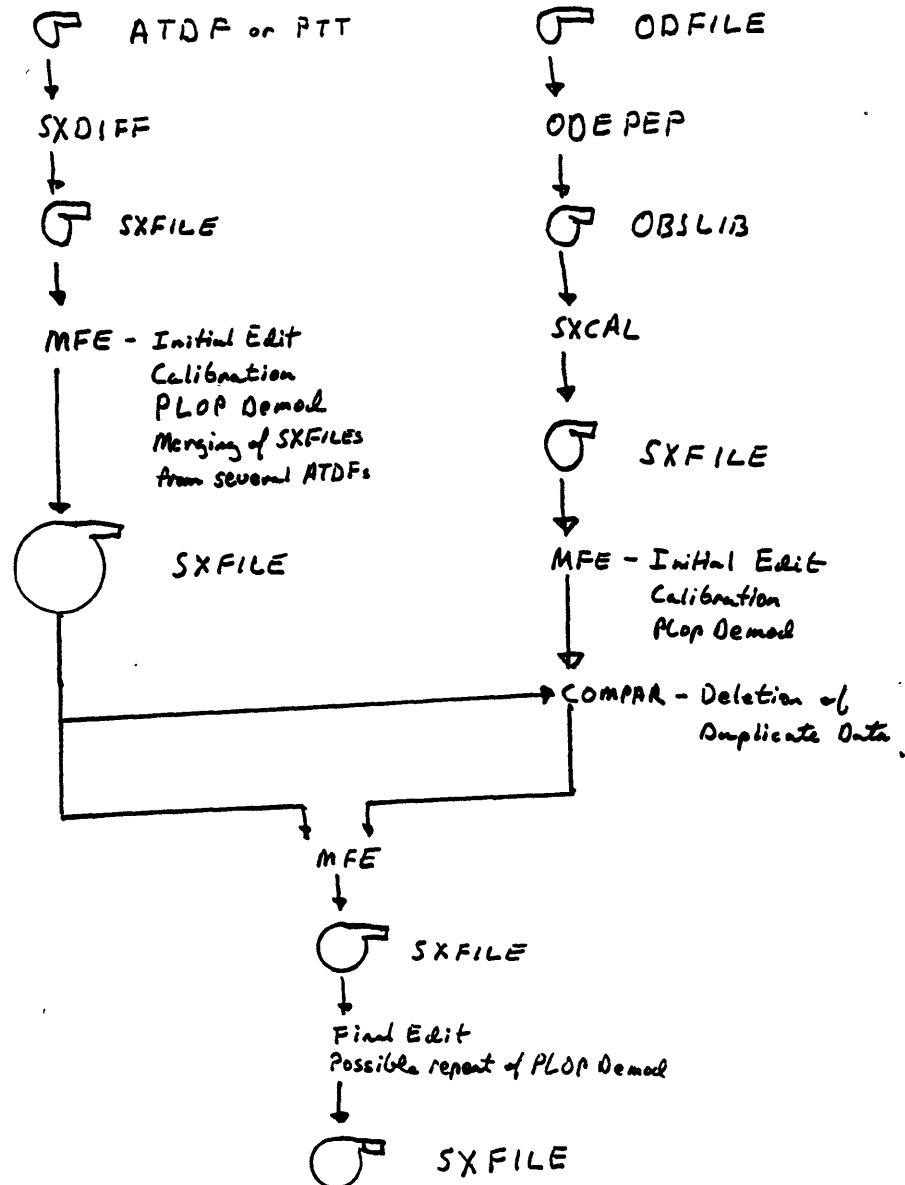 ATDF or PTT
ODFILE
SXDIFF
ODEPEP
SXFILE
OBSLIB
MFE - Initial Edit
Calibration
PLOP Demod
Merging of SXFILEs
from several ATDFs
SXCAL
SXFILE
SXFILE
MFE - Initial Edit
Calibration
PLOP Demod
COMPAR - Deletion of
Duplicate Data
MFE
SXFILE
Final Edit
Possible repeat of PLOP Demod
SXFILE